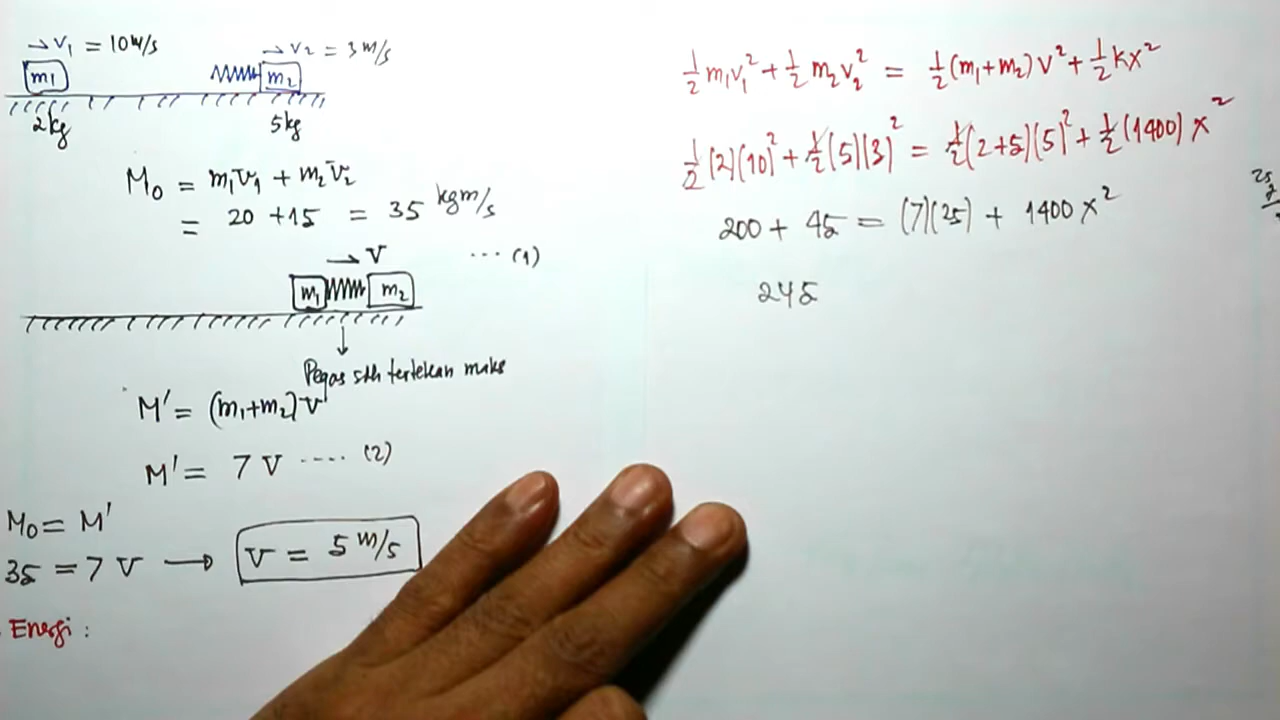 → V₁ = 10 m/s
→ V₂ = 3 m/s
m₁
m₂
2kg
5kg
M₀ = m₁V₁ + m₂V₂
= 20 + 15 = 35 kgm/s
... (1)
→ V
m₁
m₂
Pegas sdh tertekan maks
M' = (m₁+m₂)V
M' = 7 V .... (2)
M₀ = M'
35 = 7 V → V = 5 m/s
Energi :
½ m₁v₁² + ½ m₂v₂² = ½ (m₁+m₂) V² + ½ kx²
½ (2)(10)² + ½ (5)(3)² = ½ (2+5)(5)² + ½ (1400) x²
200 + 45 = (7)(25) + 1400 x²
245
25